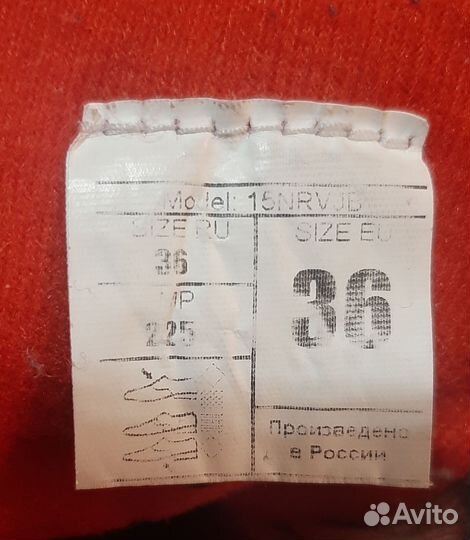 Model: 15NRVJD
SIZE RU
36
MP
225
SIZE EU
36
Произведено
в России
Avito